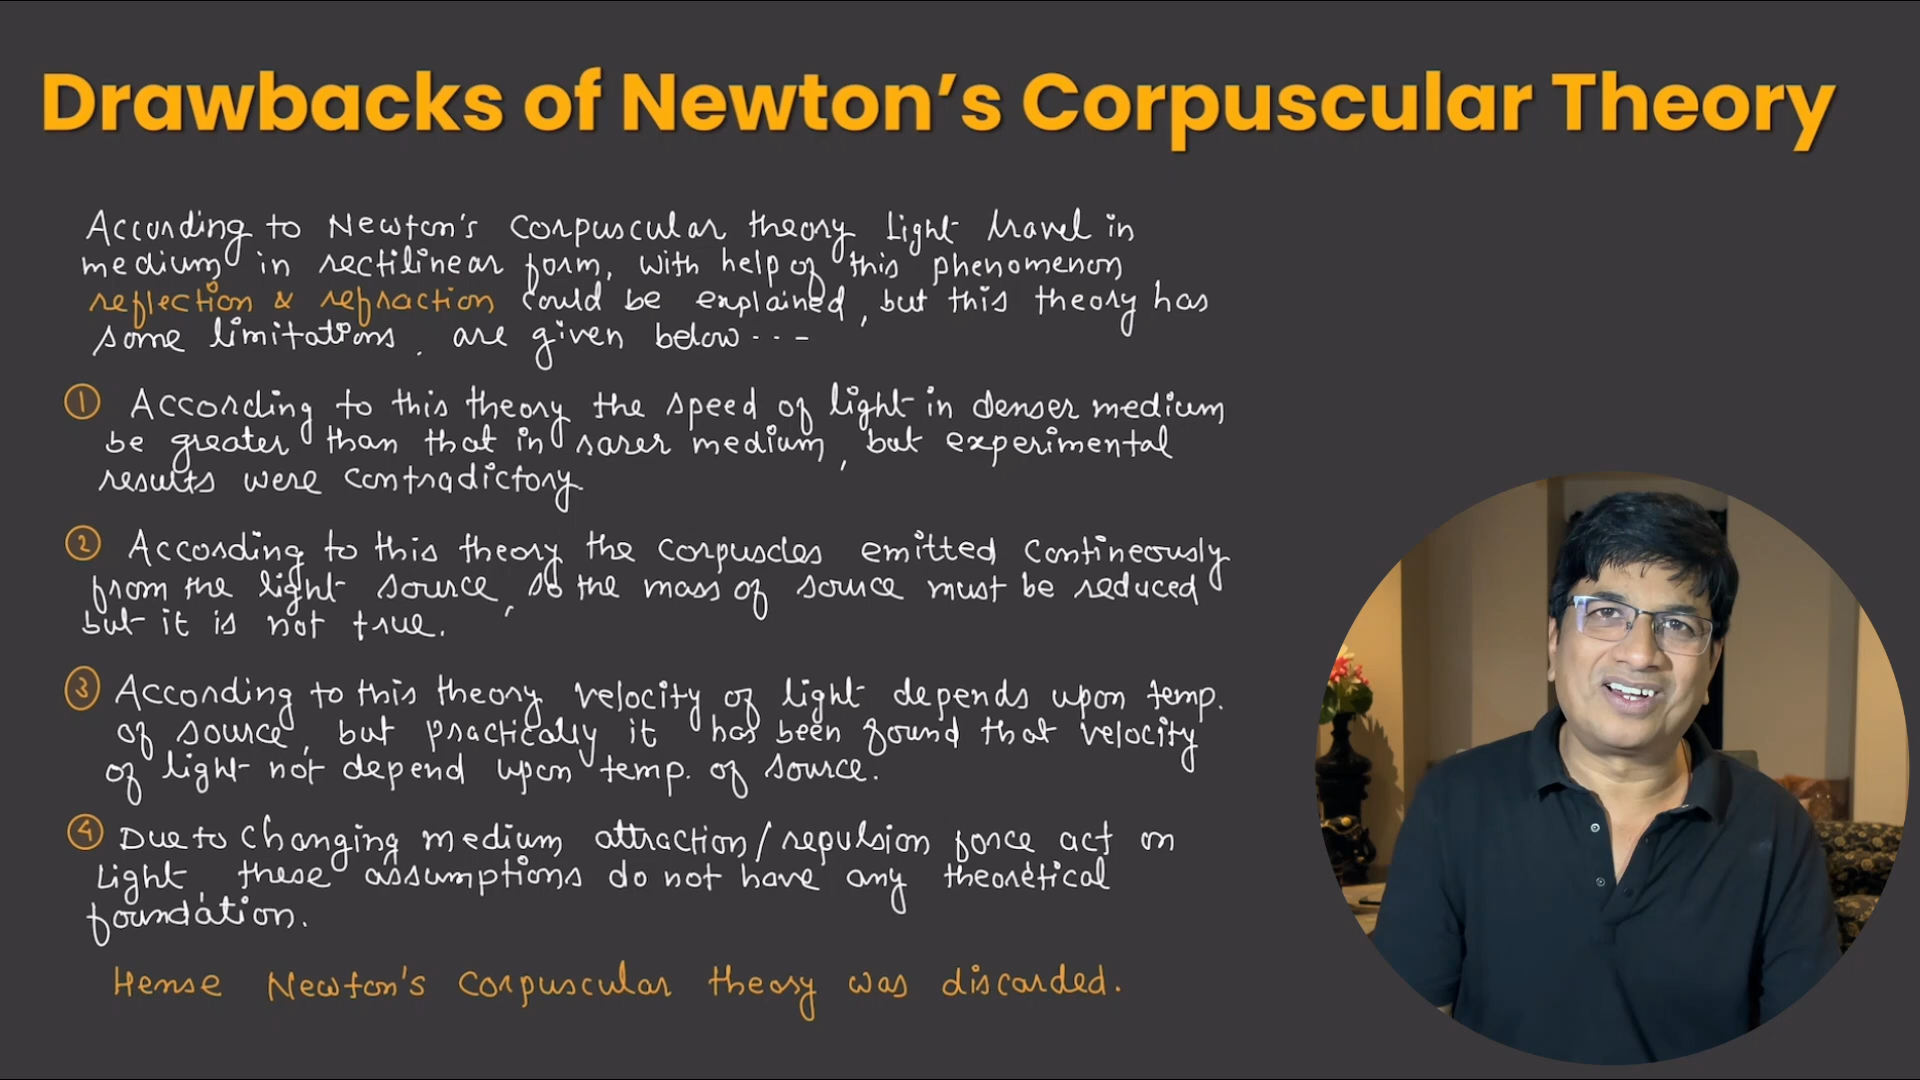 Drawbacks of Newton's Corpuscular Theory
According to Newton's corpuscular theory light travel in
medium in rectilinear form, with help of this phenomenon
reflection & refraction could be explained, but this theory has
some limitations. are given below ---
① According to this theory the speed of light in denser medium
be greater than that in rarer medium, but experimental
results were contradictory
② According to this theory the corpuscles emitted contineously
from the light source, so the mass of source must be reduced
but it is not true.
③ According to this theory velocity of light depends upon temp.
of source, but practically it has been found that velocity
of light not depend upon temp. of source.
④ Due to changing medium attraction/repulsion force act on
light, these assumptions do not have any theoretical
foundation.
Hense Newton's corpuscular theory was discarded.